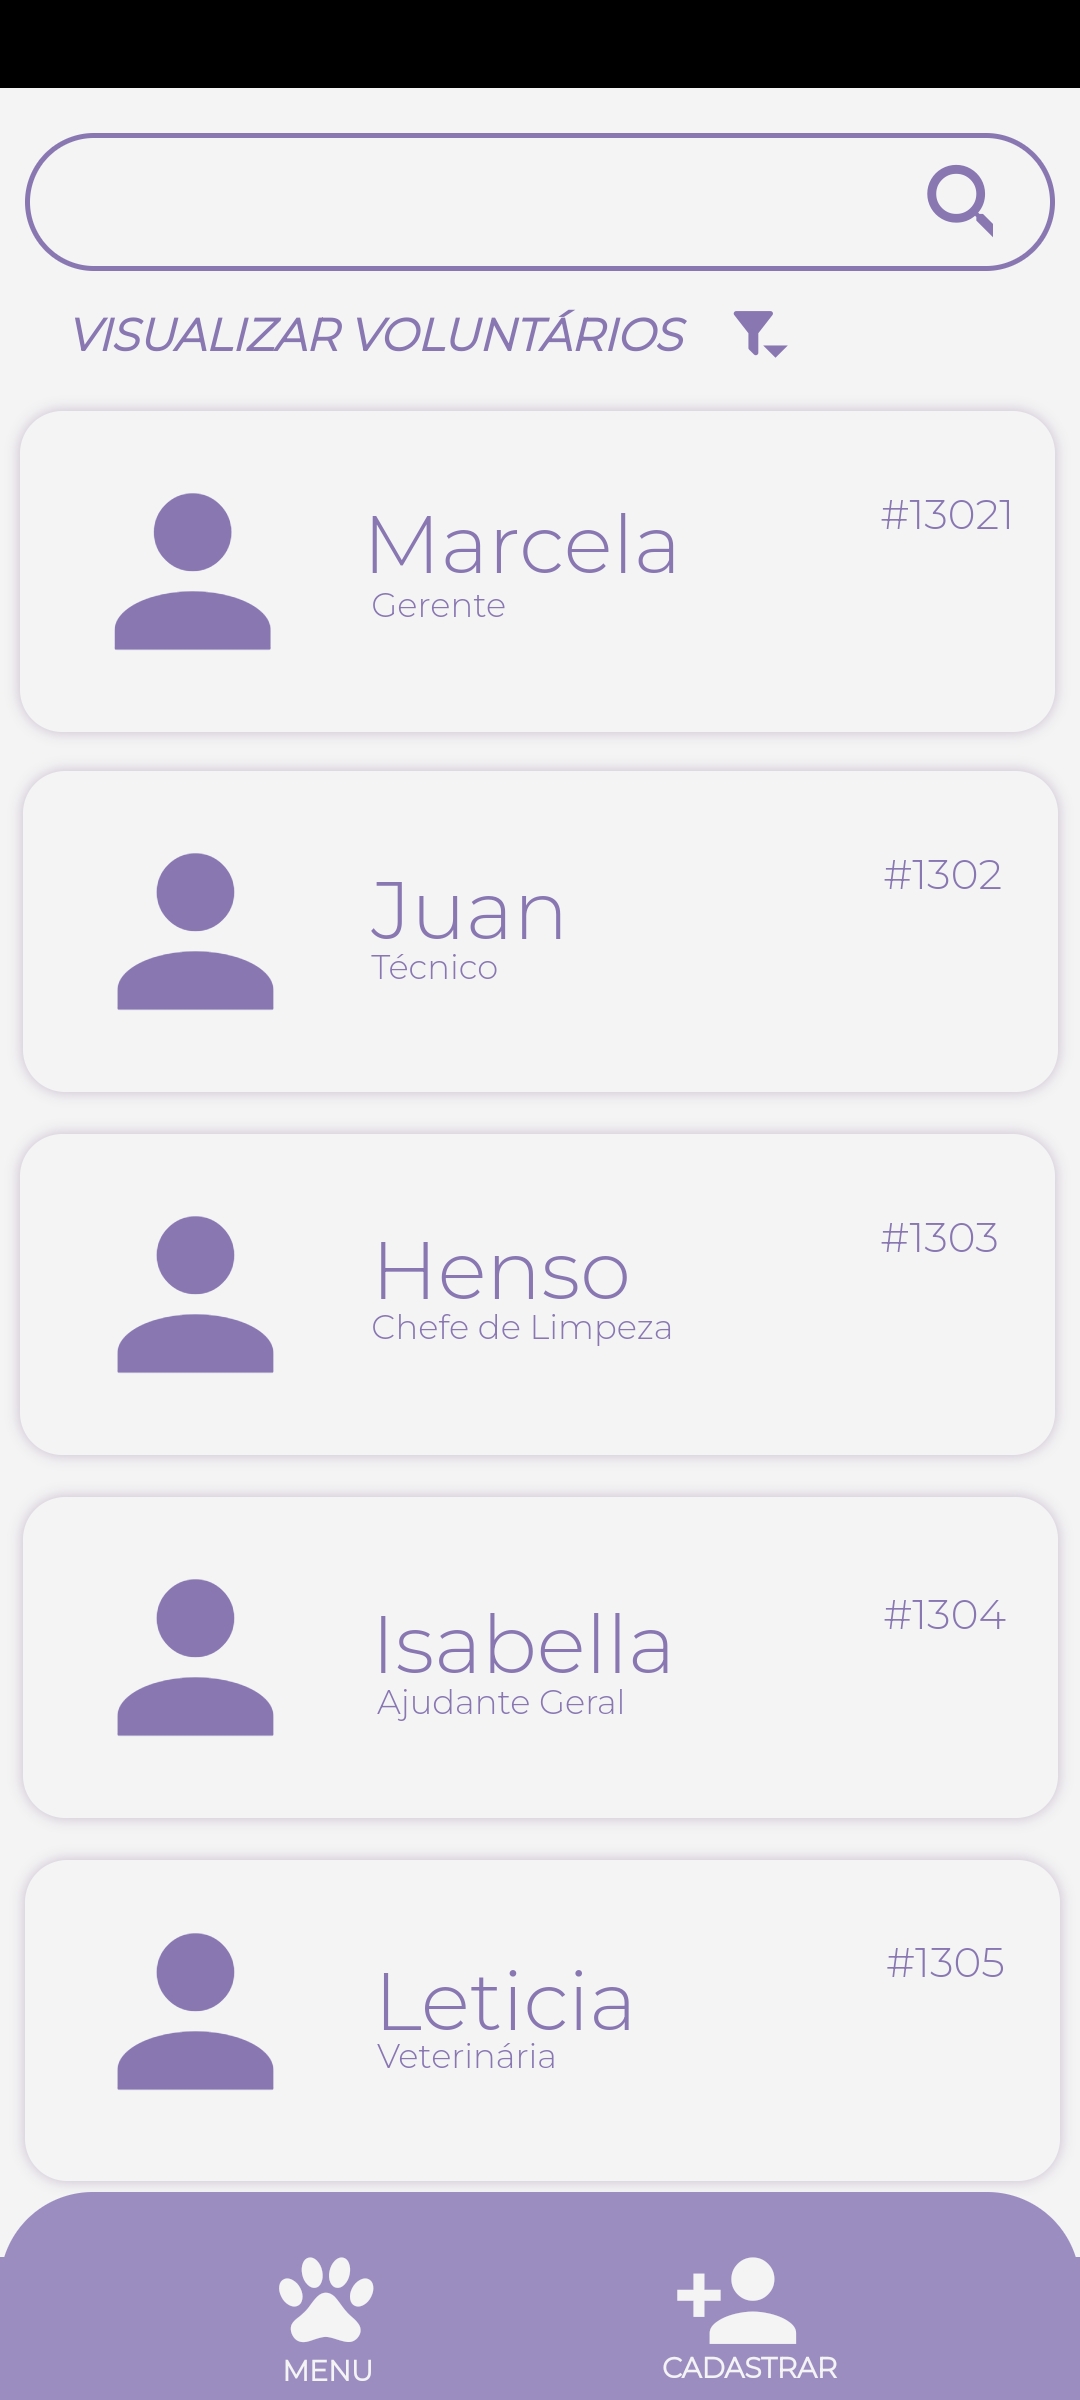 VISUALIZAR VOLUNTÁRIOS
Marcela
#13021
Gerente
Juan
#1302
Técnico
Henso
#1303
Chefe de Limpeza
Isabella
#1304
Ajudante Geral
Leticia
#1305
Veterinária
MENU
CADASTRAR